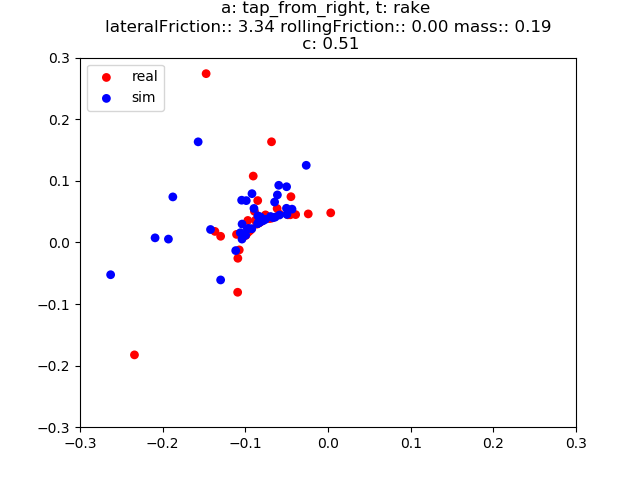 a: tap_from_right, t: rake
lateralFriction:: 3.34 rollingFriction:: 0.00 mass:: 0.19
c: 0.51
real
sim
0.3
0.2
0.1
0.0
−0.1
−0.2
−0.3
−0.3 −0.2 −0.1 0.0 0.1 0.2 0.3